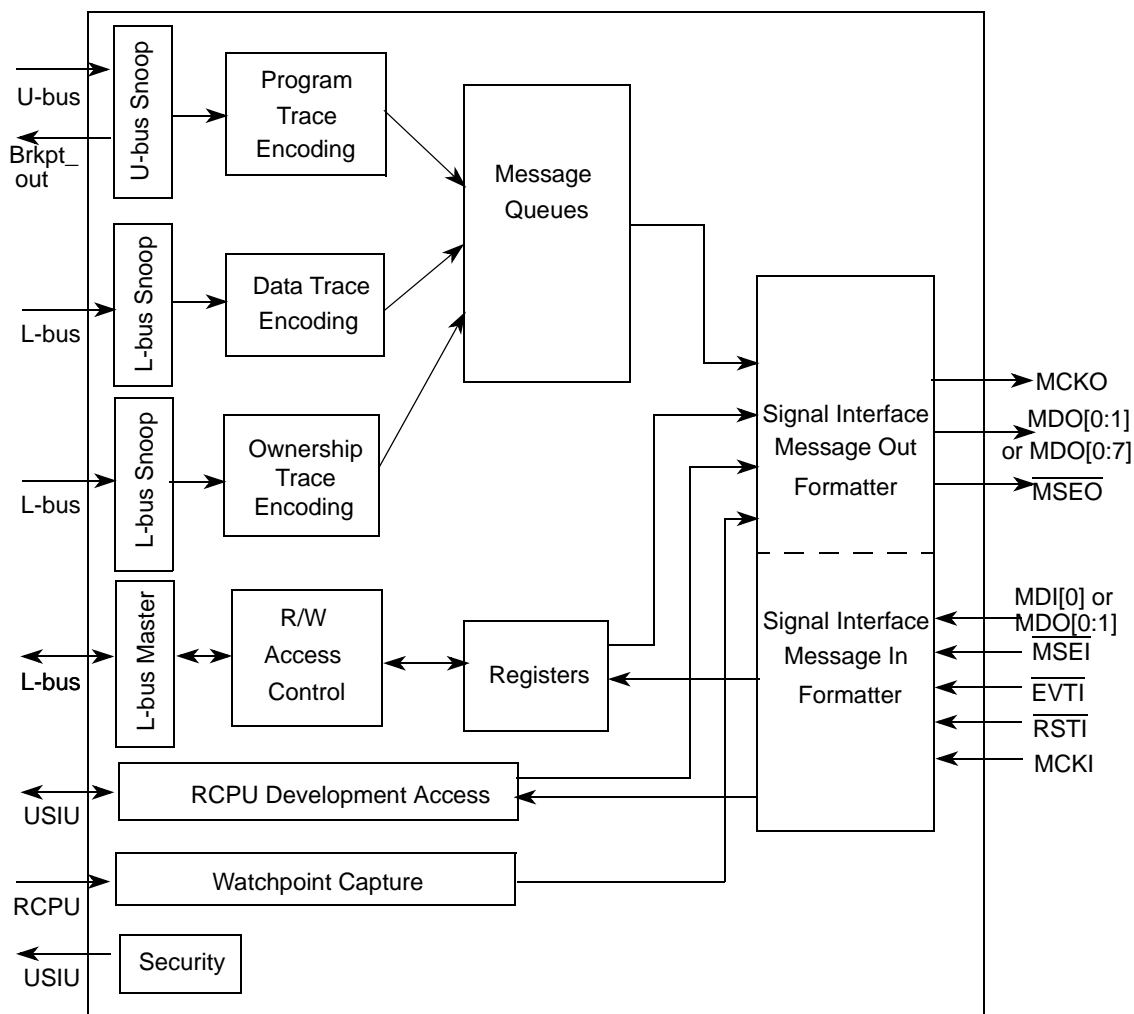 U-bus
Brkpt_
out
U-bus Snoop
Program
Trace
Encoding
Message
Queues
L-bus
L-bus Snoop
Data Trace
Encoding
L-bus
L-bus Snoop
Ownership
Trace
Encoding
Signal Interface
Message Out
Formatter
MCKO
MDO[0:1]
or MDO[0:7]
MSEO
L-bus
L-bus Master
R/W
Access
Control
Registers
Signal Interface
Message In
Formatter
MDI[0] or
MDO[0:1]
MSEI
EVTI
RSTI
MCKI
USIU
RCPU Development Access
RCPU
Watchpoint Capture
USIU
Security